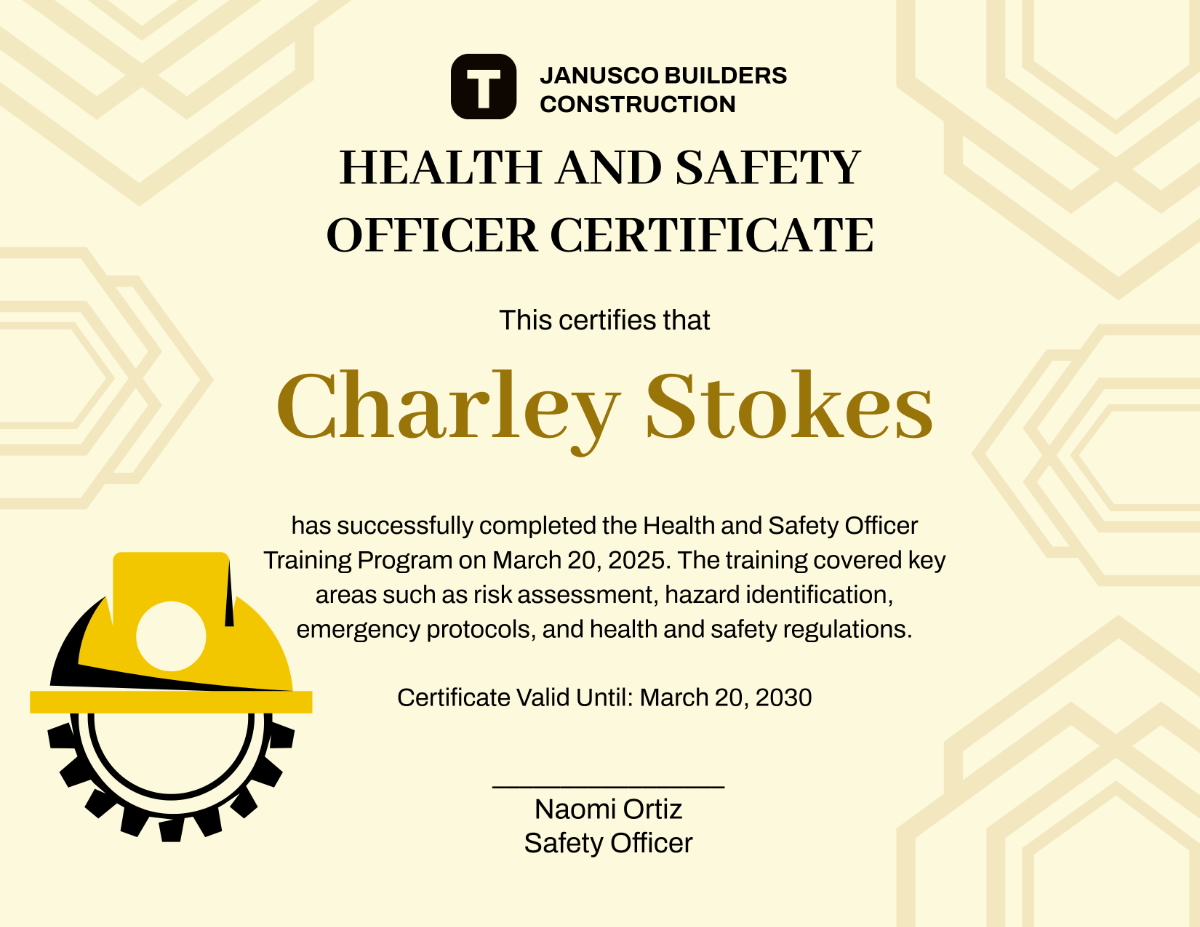 T
JANUSCO BUILDERS
CONSTRUCTION
HEALTH AND SAFETY
OFFICER CERTIFICATE
This certifies that
Charley Stokes
has successfully completed the Health and Safety Officer
Training Program on March 20, 2025. The training covered key
areas such as risk assessment, hazard identification,
emergency protocols, and health and safety regulations.
Certificate Valid Until: March 20, 2030
Naomi Ortiz
Safety Officer